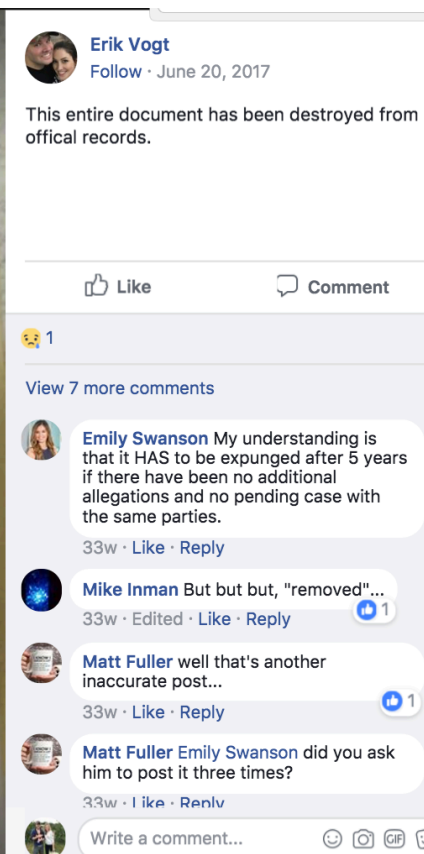 Erik Vogt
Follow · June 20, 2017
This entire document has been destroyed from
offical records.
Like
Comment
1
View 7 more comments
Emily Swanson My understanding is
that it HAS to be expunged after 5 years
if there have been no additional
allegations and no pending case with
the same parties.
33w · Like · Reply
Mike Inman But but but, "removed"...
1
33w · Edited · Like · Reply
Matt Fuller well that's another
inaccurate post...
1
33w · Like · Reply
Matt Fuller Emily Swanson did you ask
him to post it three times?
33w · Like · Reply
Write a comment...
GIF